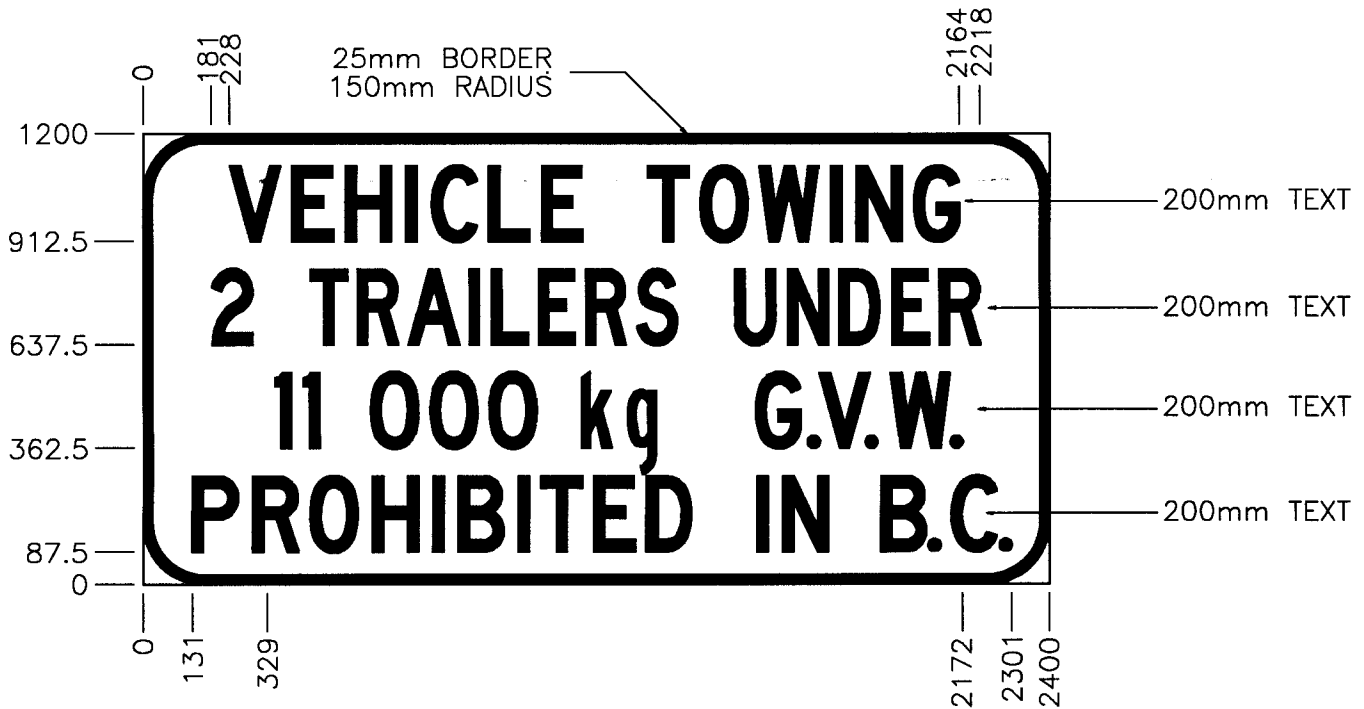 0
181
228
2164
2218
25mm BORDER
150mm RADIUS
1200
VEHICLE TOWING
200mm TEXT
912.5
2 TRAILERS UNDER
200mm TEXT
637.5
11 000 kg G.V.W.
200mm TEXT
362.5
PROHIBITED IN B.C.
200mm TEXT
87.5
0
0
131
329
2172
2301
2400